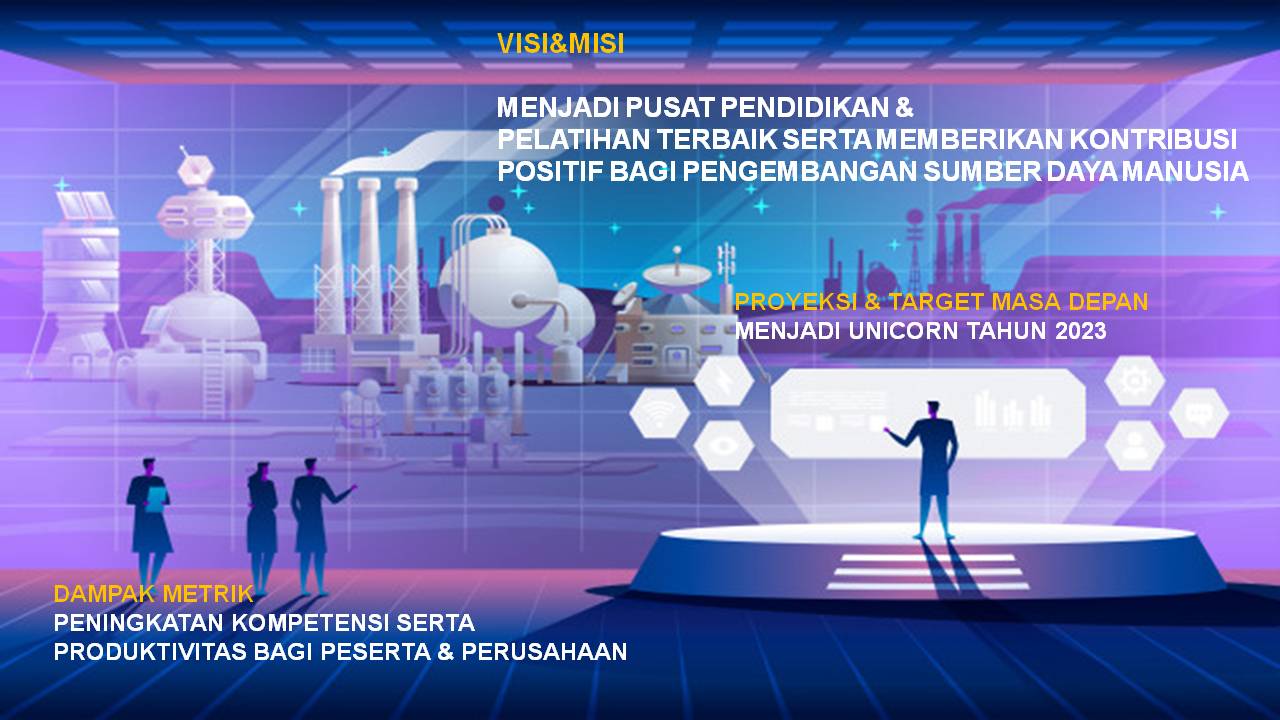 VISI&MISI
MENJADI PUSAT PENDIDIKAN &
PELATIHAN TERBAIK SERTA MEMBERIKAN KONTRIBUSI
POSITIF BAGI PENGEMBANGAN SUMBER DAYA MANUSIA
PROYEKSI & TARGET MASA DEPAN
MENJADI UNICORN TAHUN 2023
DAMPAK METRIK
PENINGKATAN KOMPETENSI SERTA
PRODUKTIVITAS BAGI PESERTA & PERUSAHAAN